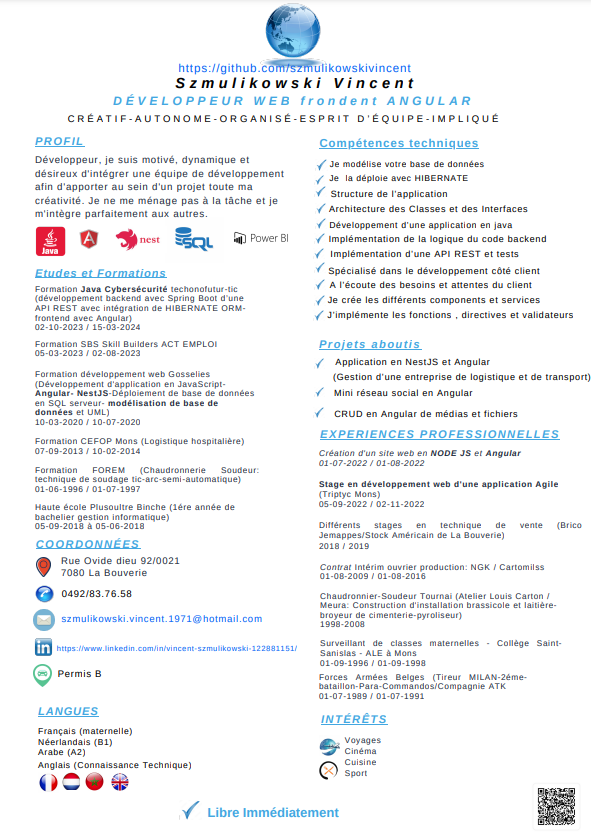 https://github.com/szmulikowskivincent
Szmulikowski Vincent
DÉVELOPPEUR WEB frondent ANGULAR
CRÉATIF-AUTONOME-ORGANISÉ-ESPRIT D'ÉQUIPE-IMPLIQUÉ
PROFIL
Développeur, je suis motivé, dynamique et
désireux d'intégrer une équipe de développement
afin d'apporter au sein d'un projet toute ma
créativité. Je ne me ménage pas à la tâche et je
m'intègre parfaitement aux autres.
Java
nest
SQL
Power BI
Etudes et Formations
Formation Java Cybersécurité techonofutur-tic
(développement backend avec Spring Boot d'une
API REST avec intégration de HIBERNATE ORM-
frontend avec Angular)
02-10-2023 / 15-03-2024
Formation SBS Skill Builders ACT EMPLOI
05-03-2023 / 02-08-2023
Formation développement web Gosselies
(Développement d'application en JavaScript-
Angular- NestJS-Déploiement de base de données
en SQL serveur- modélisation de base de
données et UML)
10-03-2020 / 10-07-2020
Formation CEFOP Mons (Logistique hospitalière)
07-09-2013 / 10-02-2014
Formation FOREM (Chaudronnerie Soudeur:
technique de soudage tic-arc-semi-automatique)
01-06-1996 / 01-07-1997
Haute école Plusoultre Binche (1ére année de
bachelier gestion informatique)
05-09-2018 à 05-06-2018
COORDONNÉES
Rue Ovide dieu 92/0021
7080 La Bouverie
0492/83.76.58
szmulikowski.vincent.1971@hotmail.com
https://www.linkedin.com/in/vincent-szmulikowski-122881151/
Permis B
LANGUES
Français (maternelle)
Néerlandais (B1)
Arabe (A2)
Anglais (Connaissance Technique)
Compétences techniques
Je modélise votre base de données
Je la déploie avec HIBERNATE
Structure de l'application
Architecture des Classes et des Interfaces
Développement d'une application en java
Implémentation de la logique du code backend
Implémentation d'une API REST et tests
Spécialisé dans le développement côté client
A l'écoute des besoins et attentes du client
Je crée les différents components et services
J'implémente les fonctions , directives et validateurs
Projets aboutis
Application en NestJS et Angular
(Gestion d'une entreprise de logistique et de transport)
Mini réseau social en Angular
CRUD en Angular de médias et fichiers
EXPERIENCES PROFESSIONNELLES
Création d'un site web en NODE JS et Angular
01-07-2022 / 01-08-2022
Stage en développement web d'une application Agile
(Triptyc Mons)
05-09-2022 / 02-11-2022
Différents stages en technique de vente (Brico
Jemappes/Stock Américain de La Bouverie)
2018 / 2019
Contrat Intérim ouvrier production: NGK / Cartomilss
01-08-2009 / 01-08-2016
Chaudronnier-Soudeur Tournai (Atelier Louis Carton /
Meura: Construction d'installation brassicole et laitière-
broyeur de cimenterie-pyroliseur)
1998-2008
Surveillant de classes maternelles - Collège Saint-
Sanislas - ALE à Mons
01-09-1996 / 01-09-1998
Forces Armées Belges (Tireur MILAN-2éme-
bataillon-Para-Commandos/Compagnie ATK
01-07-1989 / 01-07-1991
INTÉRÊTS
Voyages
Cinéma
Cuisine
Sport
Libre Immédiatement